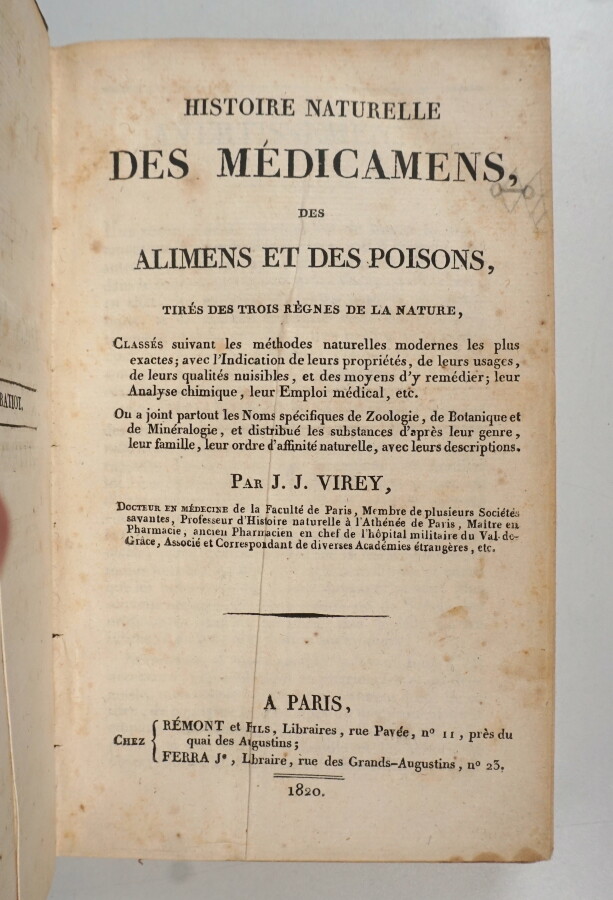 HISTOIRE NATURELLE
DES MÉDICAMENS,
DES
ALIMENS ET DES POISONS,
TIRÉS DES TROIS RÈGNES DE LA NATURE,
CLASSÉS suivant les méthodes naturelles modernes les plus
exactes; avec l'Indication de leurs propriétés, de leurs usages,
de leurs qualités nuisibles, et des moyens d'y remédier; leur
Analyse chimique, leur Emploi médical, etc.
On a joint partout les Noms spécifiques de Zoologie, de Botanique et
de Minéralogie, et distribué les substances d'après leur genre,
leur famille, leur ordre d'affinité naturelle, avec leurs descriptions.
PAR J. J. VIREY,
DOCTEUR EN MÉDECINE de la Faculté de Paris, Membre de plusieurs Sociétés
savantes, Professeur d'Histoire naturelle à l'Athénée de Paris, Maître en
Pharmacie, ancien Pharmacien en chef de l'hôpital militaire du Val-de-
Grâce, Associé et Correspondant de diverses Académies étrangères, etc.
A PARIS,
CHEZ
RÉMONT et FILS, Libraires, rue Pavée, nº 11, près du
quai des Augustins;
FERRA Jᵉ, Libraire, rue des Grands-Augustins, nº 23.
1820.